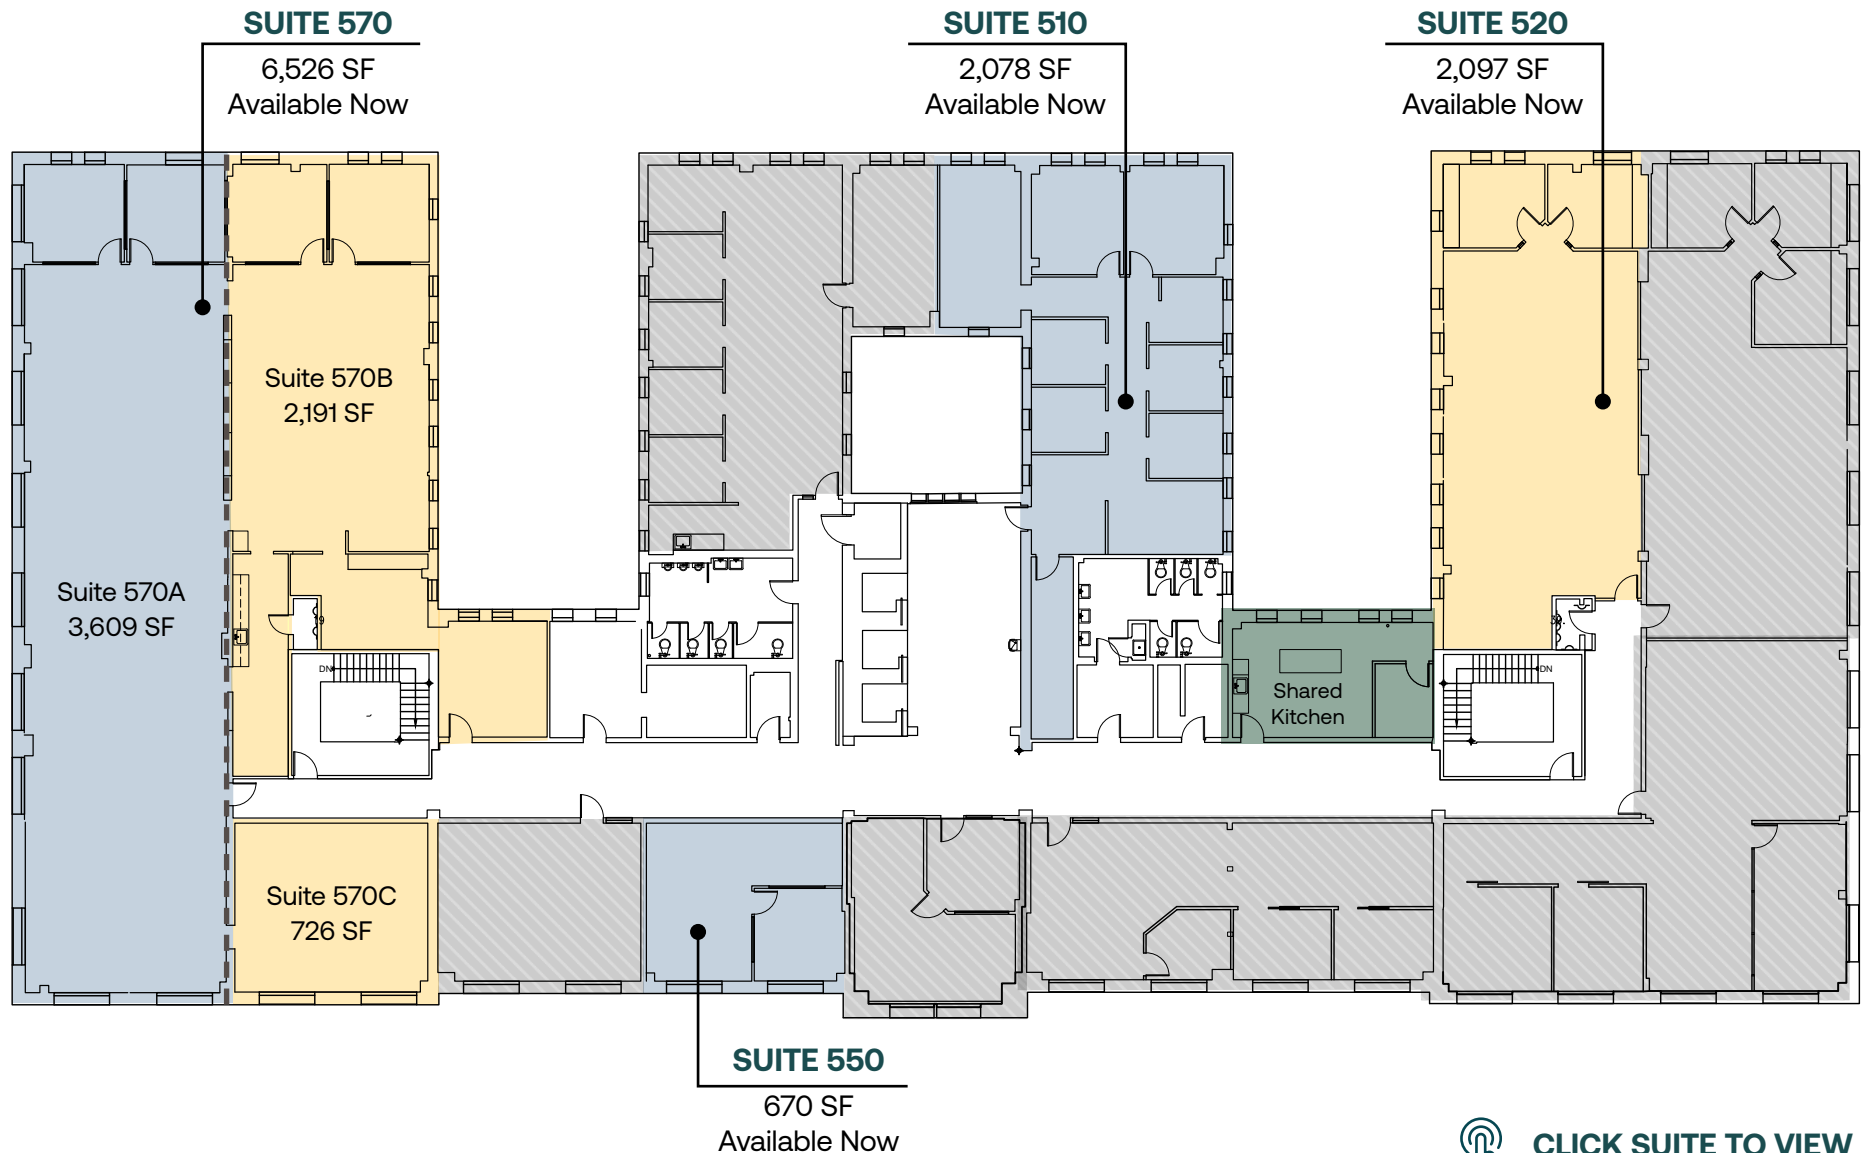 SUITE 570
6,526 SF
Available Now
SUITE 510
2,078 SF
Available Now
SUITE 520
2,097 SF
Available Now
Suite 570B
2,191 SF
Suite 570A
3,609 SF
DN
DN
Shared
Kitchen
Suite 570C
726 SF
SUITE 550
670 SF
Available Now
CLICK SUITE TO VIEW